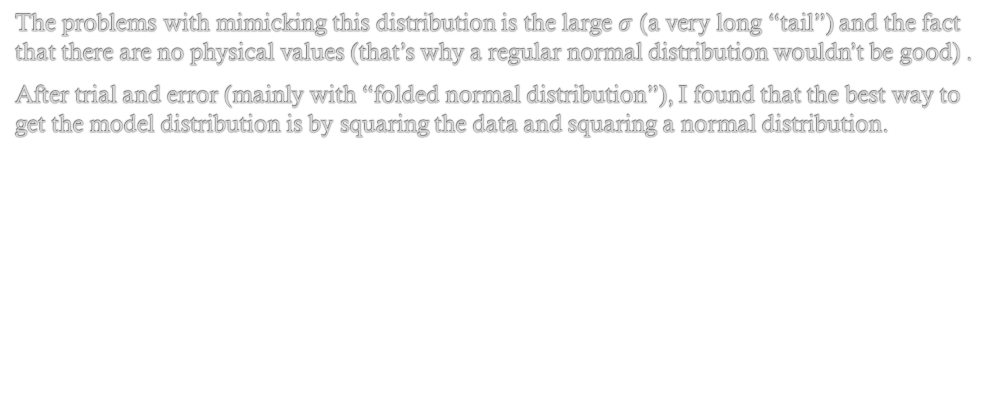 The problems with mimicking this distribution is the large σ (a very long “tail”) and the fact
that there are no physical values (that’s why a regular normal distribution wouldn’t be good) .
After trial and error (mainly with “folded normal distribution”), I found that the best way to
get the model distribution is by squaring the data and squaring a normal distribution.